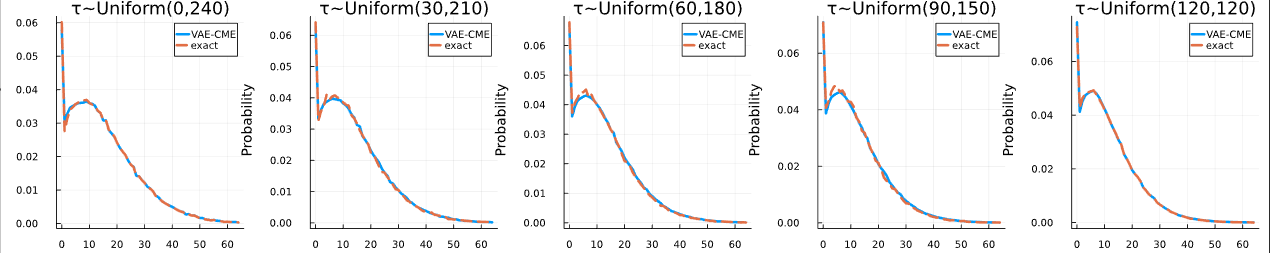 τ~Uniform(0,240)
0.06
0.05
0.04
0.03
0.02
0.01
0.00
0 10 20 30 40 50 60
VAE-CME
exact
τ~Uniform(30,210)
Probability
0.06
0.05
0.04
0.03
0.02
0.01
0.00
0 10 20 30 40 50 60
VAE-CME
exact
τ~Uniform(60,180)
0.06
0.05
0.04
0.03
0.02
0.01
0.00
0 10 20 30 40 50 60
VAE-CME
exact
τ~Uniform(90,150)
Probability
0.06
0.04
0.02
0.00
0 10 20 30 40 50 60
VAE-CME
exact
τ~Uniform(120,120)
Probability
0.06
0.04
0.02
0.00
0 10 20 30 40 50 60
VAE-CME
exact